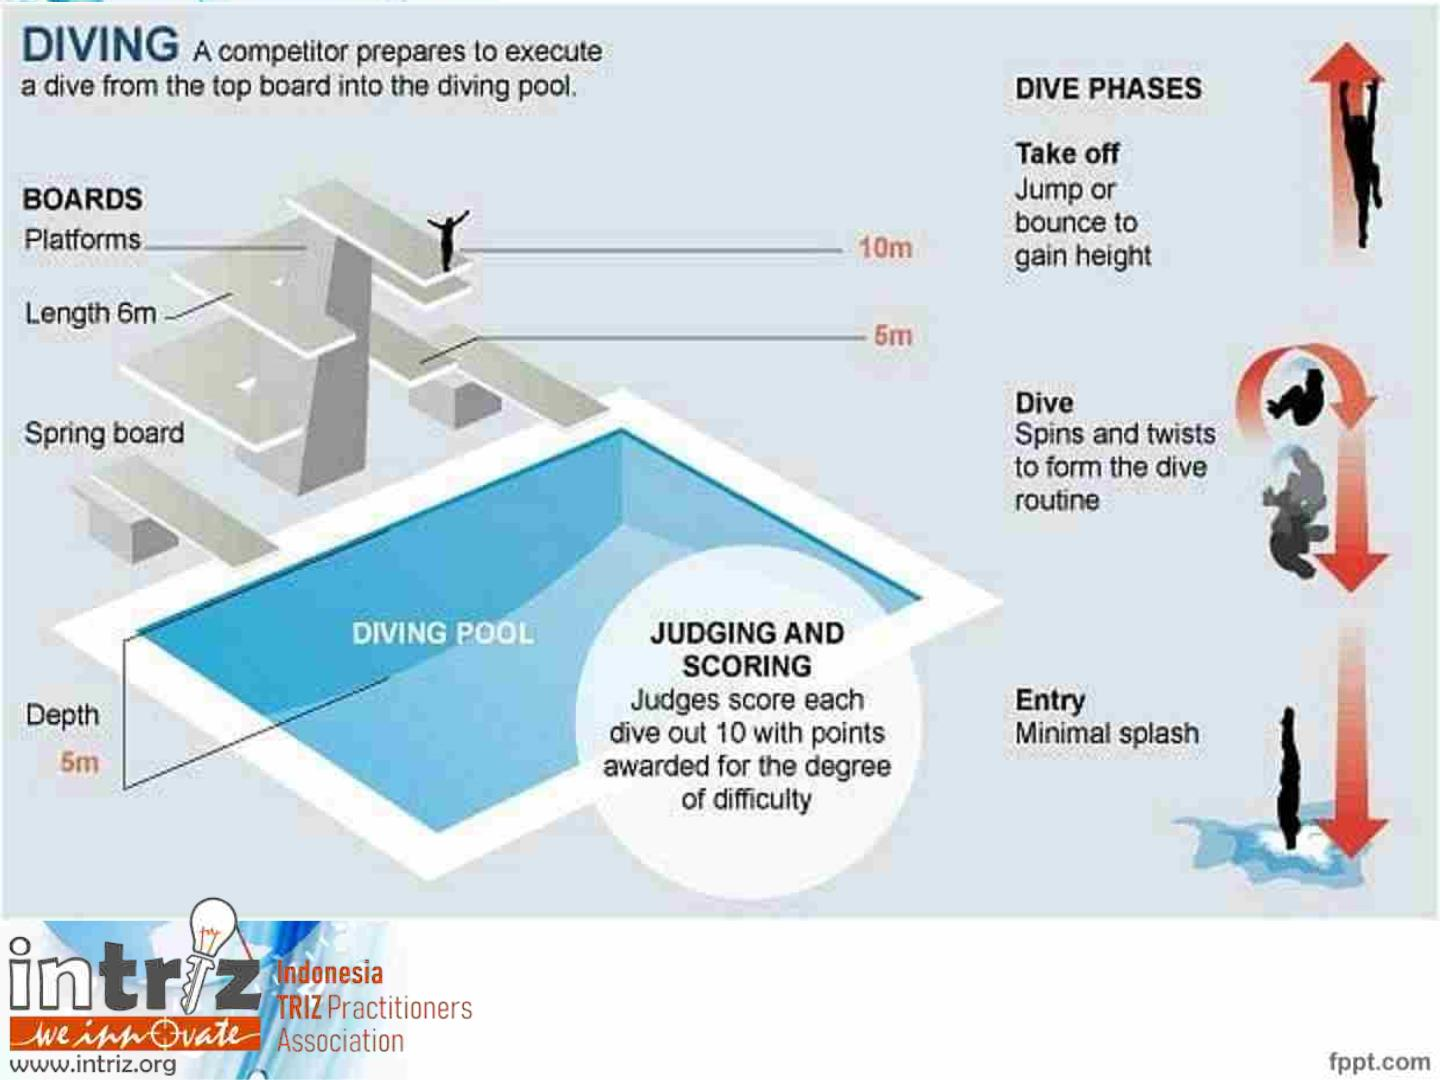 DIVING A competitor prepares to execute
a dive from the top board into the diving pool.
BOARDS
Platforms
Length 6m
Spring board
10m
5m
DIVING POOL
Depth
5m
JUDGING AND
SCORING
Judges score each
dive out 10 with points
awarded for the degree
of difficulty
DIVE PHASES
Take off
Jump or
bounce to
gain height
Dive
Spins and twists
to form the dive
routine
Entry
Minimal splash
intriz
we innovate
www.intriz.org
Indonesia
TRIZ Practitioners
Association
fppt.com